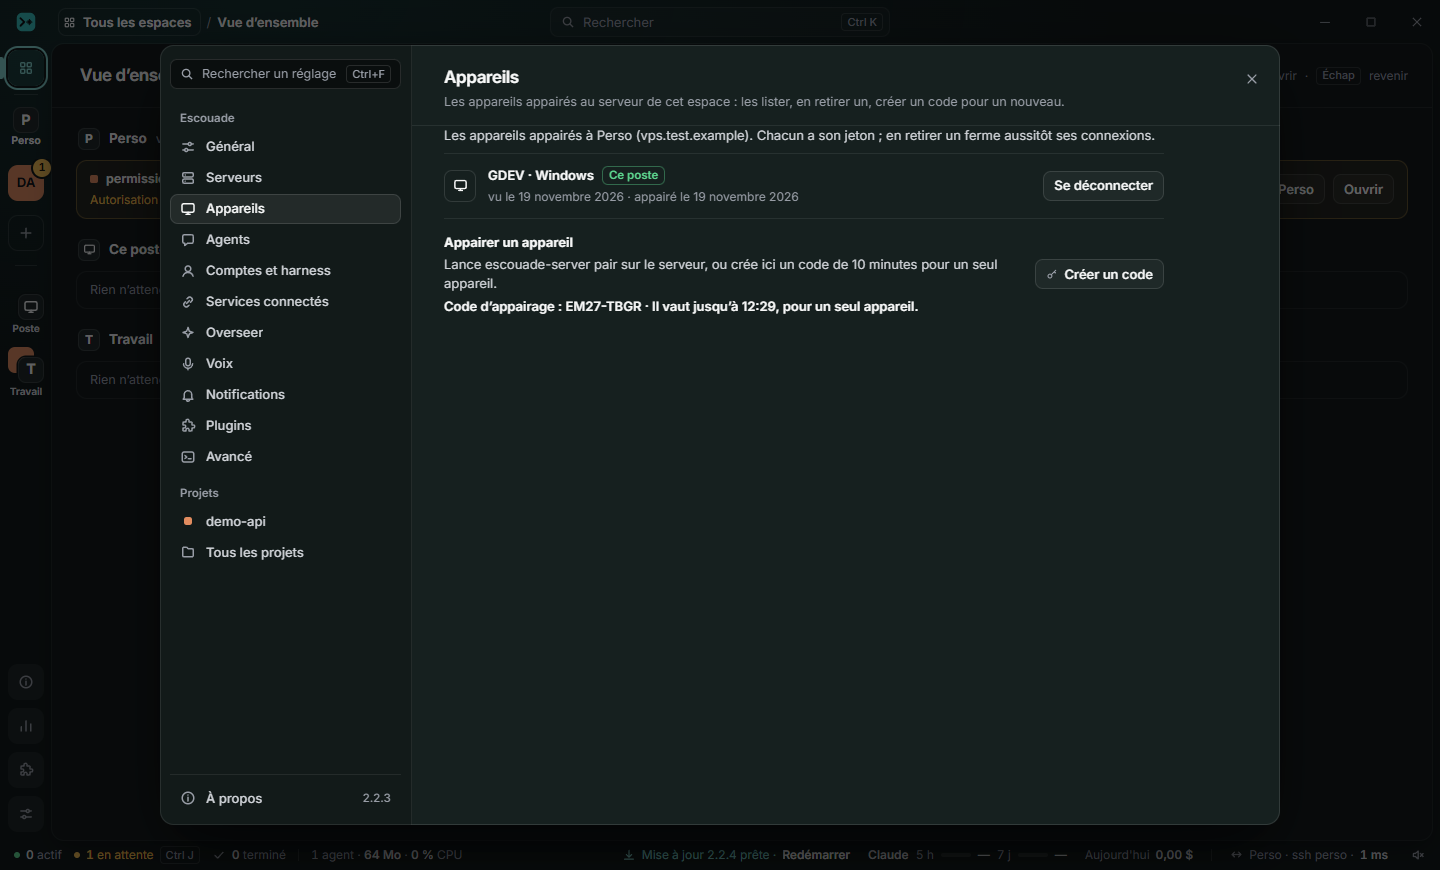 Tous les espaces / Vue d’ensemble
Rechercher
Ctrl K
Vue d’ens
vrir · Échap revenir
P
Perso
P Perso
DA
1
permissi
Autorisation
Perso
Ouvrir
Ce post
Rien n’atten
Poste
T Travail
T
Rien n’atten
Travail
Rechercher un réglage Ctrl+F
Escouade
Général
Serveurs
Appareils
Agents
Comptes et harness
Services connectés
Overseer
Voix
Notifications
Plugins
Avancé
Projets
demo-api
Tous les projets
À propos 2.2.3
Appareils
Les appareils appairés au serveur de cet espace : les lister, en retirer un, créer un code pour un nouveau.
Les appareils appairés à Perso (vps.test.example). Chacun a son jeton ; en retirer un ferme aussitôt ses connexions.
GDEV · Windows Ce poste
vu le 19 novembre 2026 · appairé le 19 novembre 2026
Se déconnecter
Appairer un appareil
Lance escouade-server pair sur le serveur, ou crée ici un code de 10 minutes pour un seul
appareil.
Créer un code
Code d’appairage : EM27-TBGR · Il vaut jusqu’à 12:29, pour un seul appareil.
0 actif 1 en attente Ctrl J 0 terminé 1 agent · 64 Mo · 0 % CPU Mise à jour 2.2.4 prête · Redémarrer Claude 5 h — 7 j — Aujourd’hui 0,00 $ Perso · ssh perso · 1 ms